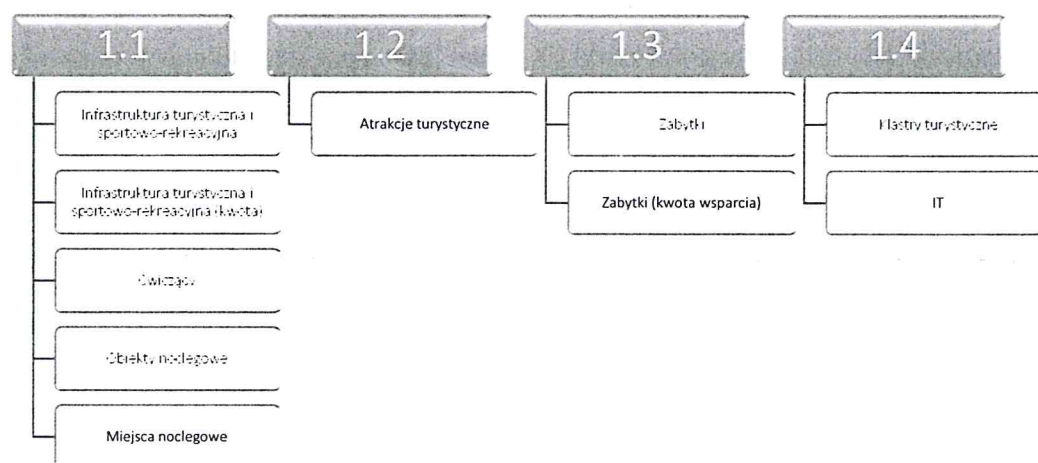 1.1
Infrastruktura turystyczna i
sportowo-rekreacyjna
Infrastruktura turystyczna i
sportowo-rekreacyjna (kwota)
Ćwiczący
Obiekty noclegowe
Miejsca noclegowe
1.2
Atrakcje turystyczne
1.3
Zabytki
Zabytki (kwota wsparcia)
1.4
Klastry turystyczne
IT